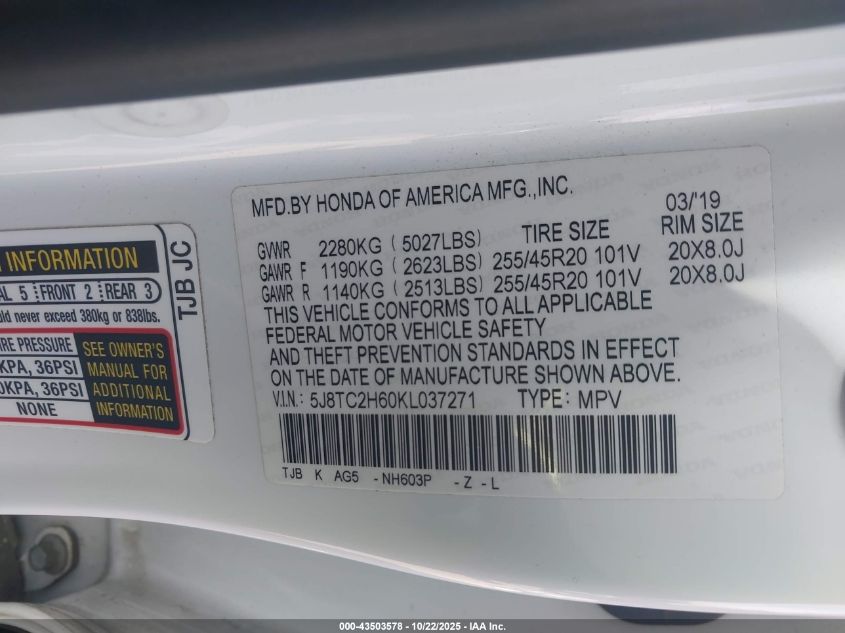 MFD.BY HONDA OF AMERICA MFG.,INC. 03/'19
TIRE SIZE RIM SIZE
GVWR 2280KG (5027LBS)
GAWR F 1190KG (2623LBS) 255/45R20 101V 20X8.0J
GAWR R 1140KG (2513LBS) 255/45R20 101V 20X8.0J
THIS VEHICLE CONFORMS TO ALL APPLICABLE
FEDERAL MOTOR VEHICLE SAFETY
AND THEFT PREVENTION STANDARDS IN EFFECT
ON THE DATE OF MANUFACTURE SHOWN ABOVE.
V.I.N.: 5J8TC2H60KL037271 TYPE: MPV
TJB K AG5 -NH603P -Z-L
INFORMATION
5 FRONT 2 REAR 3
never exceed 380kg or 838lbs.
PRESSURE
KPA, 36PSI
KPA, 36PSI
NONE
SEE OWNER'S
MANUAL FOR
ADDITIONAL
INFORMATION
TJB JC
000-43503578 - 10/22/2025 - IAA Inc.